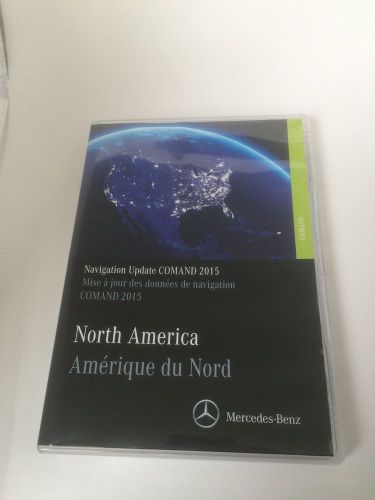 COMAND
Navigation Update COMAND 2015
Mise à jour des données de navigation
COMAND 2015
North America
Amérique du Nord
Mercedes-Benz